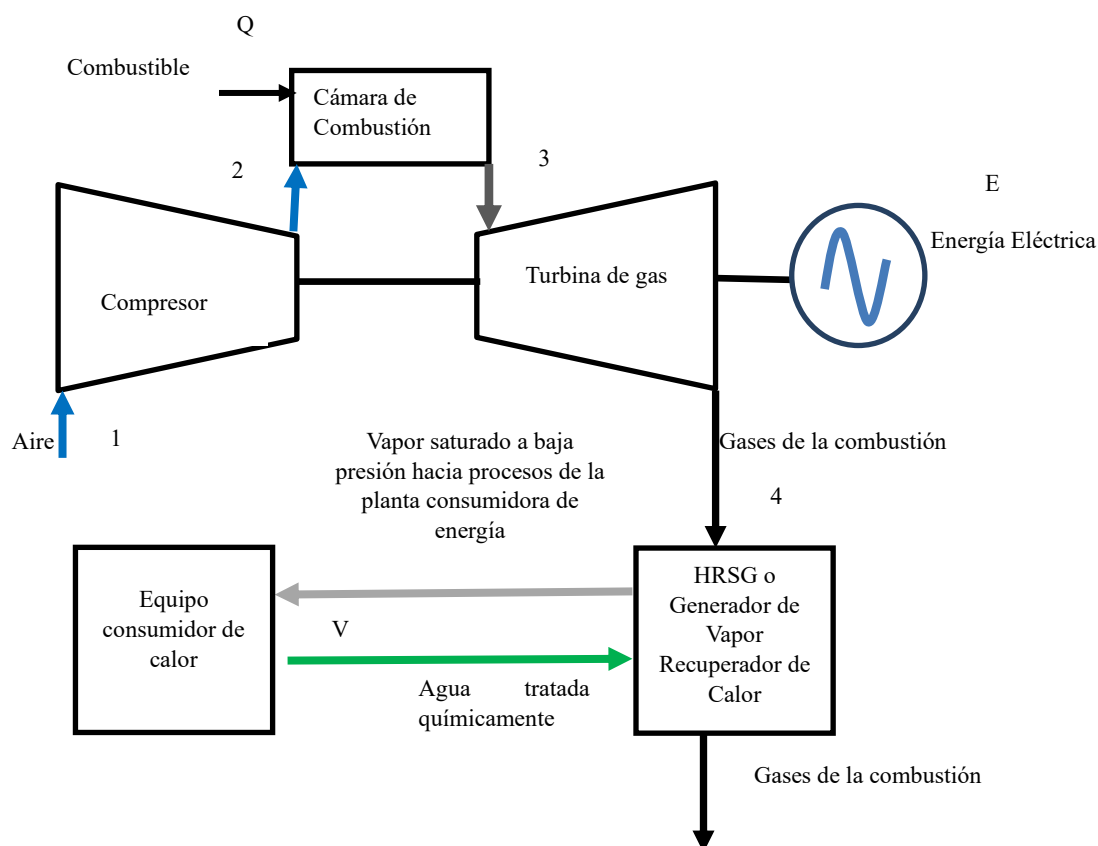 Q
Combustible
Cámara de
Combustión
2
3
E
Energía Eléctrica
Turbina de gas
Compresor
Aire
1
Vapor saturado a baja
presión hacia procesos de la
planta consumidora de
energía
Gases de la combustión
4
HRSG o
Generador de
Vapor
Recuperador de
Calor
Equipo
consumidor de
calor
V
Agua tratada
químicamente
Gases de la combustión